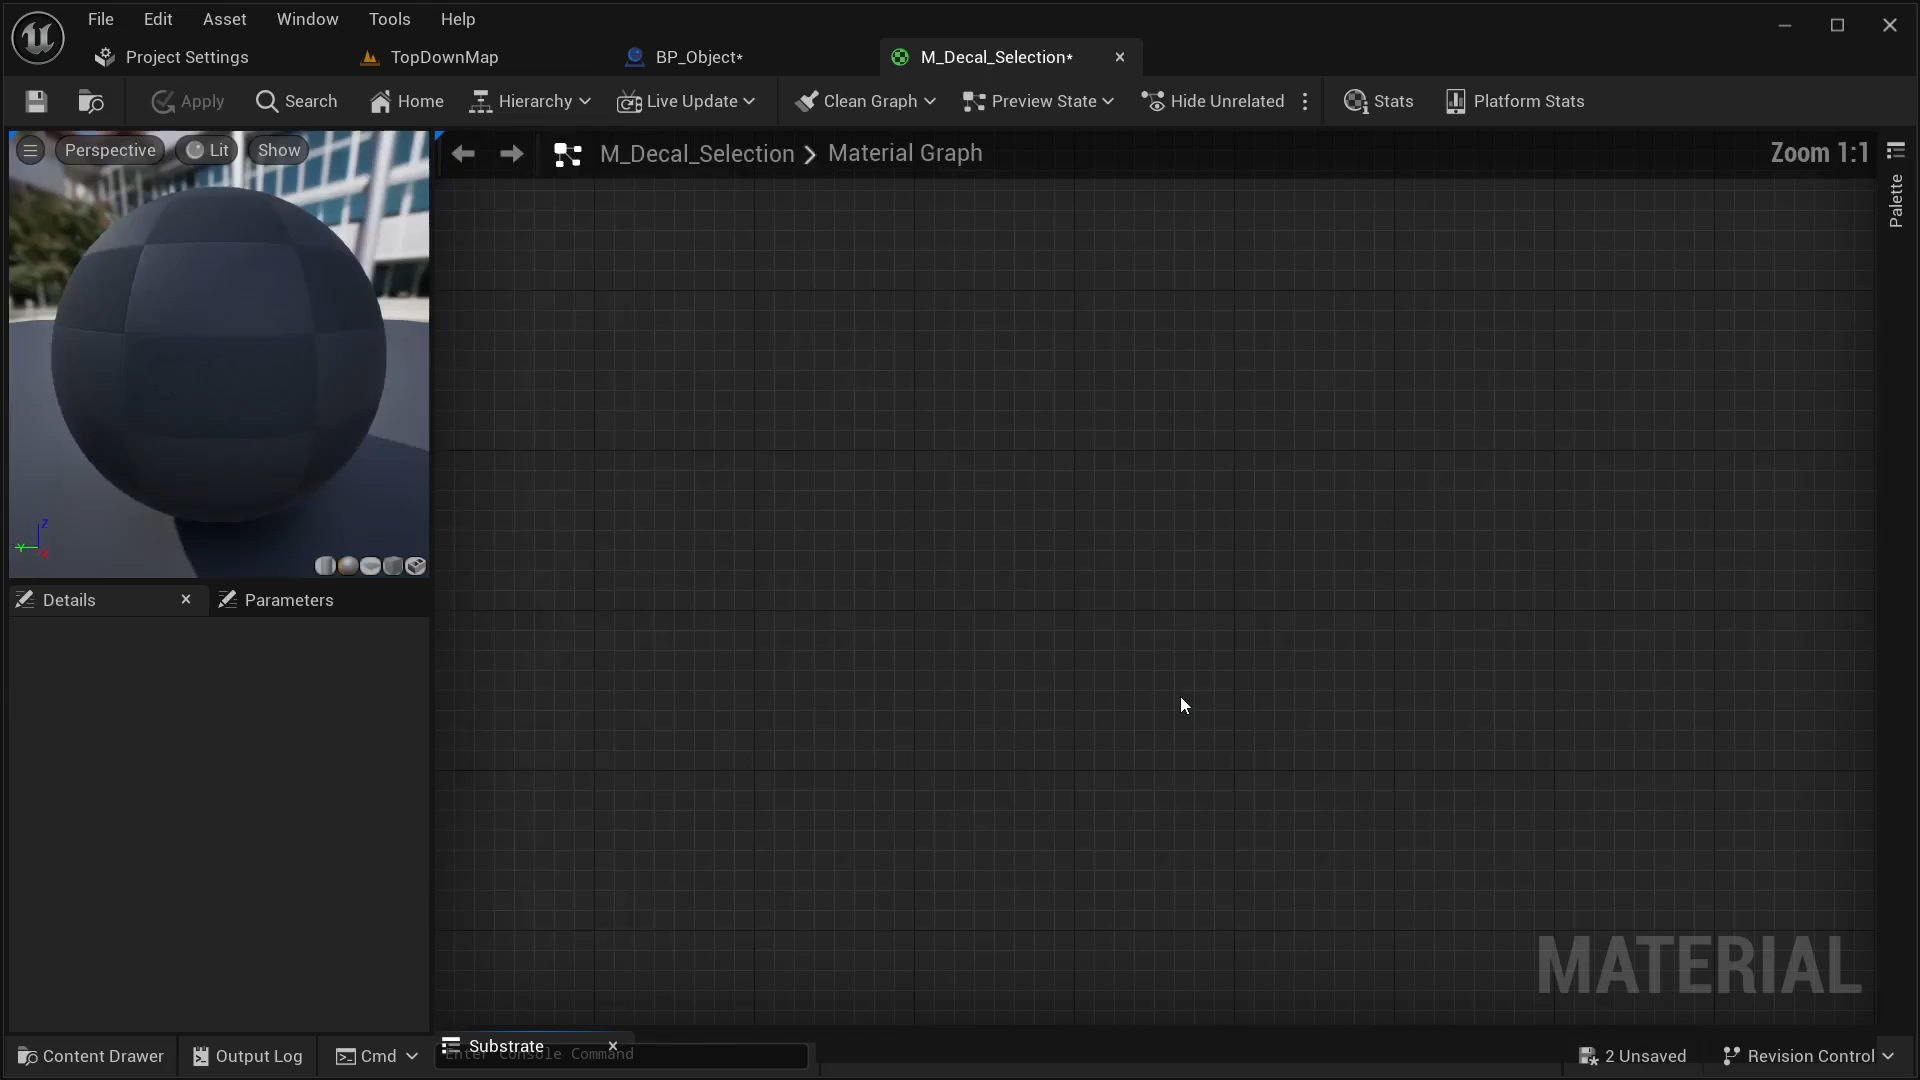 File Edit Asset Window Tools Help
Project Settings TopDownMap BP_Object* M_Decal_Selection*
Apply Search Home Hierarchy Live Update Clean Graph Preview State Hide Unrelated Stats Platform Stats
Perspective Lit Show
M_Decal_Selection > Material Graph Zoom 1:1
Palette
Z
Y
X
Details Parameters
MATERIAL
Substrate
Content Drawer Output Log Cmd Enter Console Command 2 Unsaved Revision Control